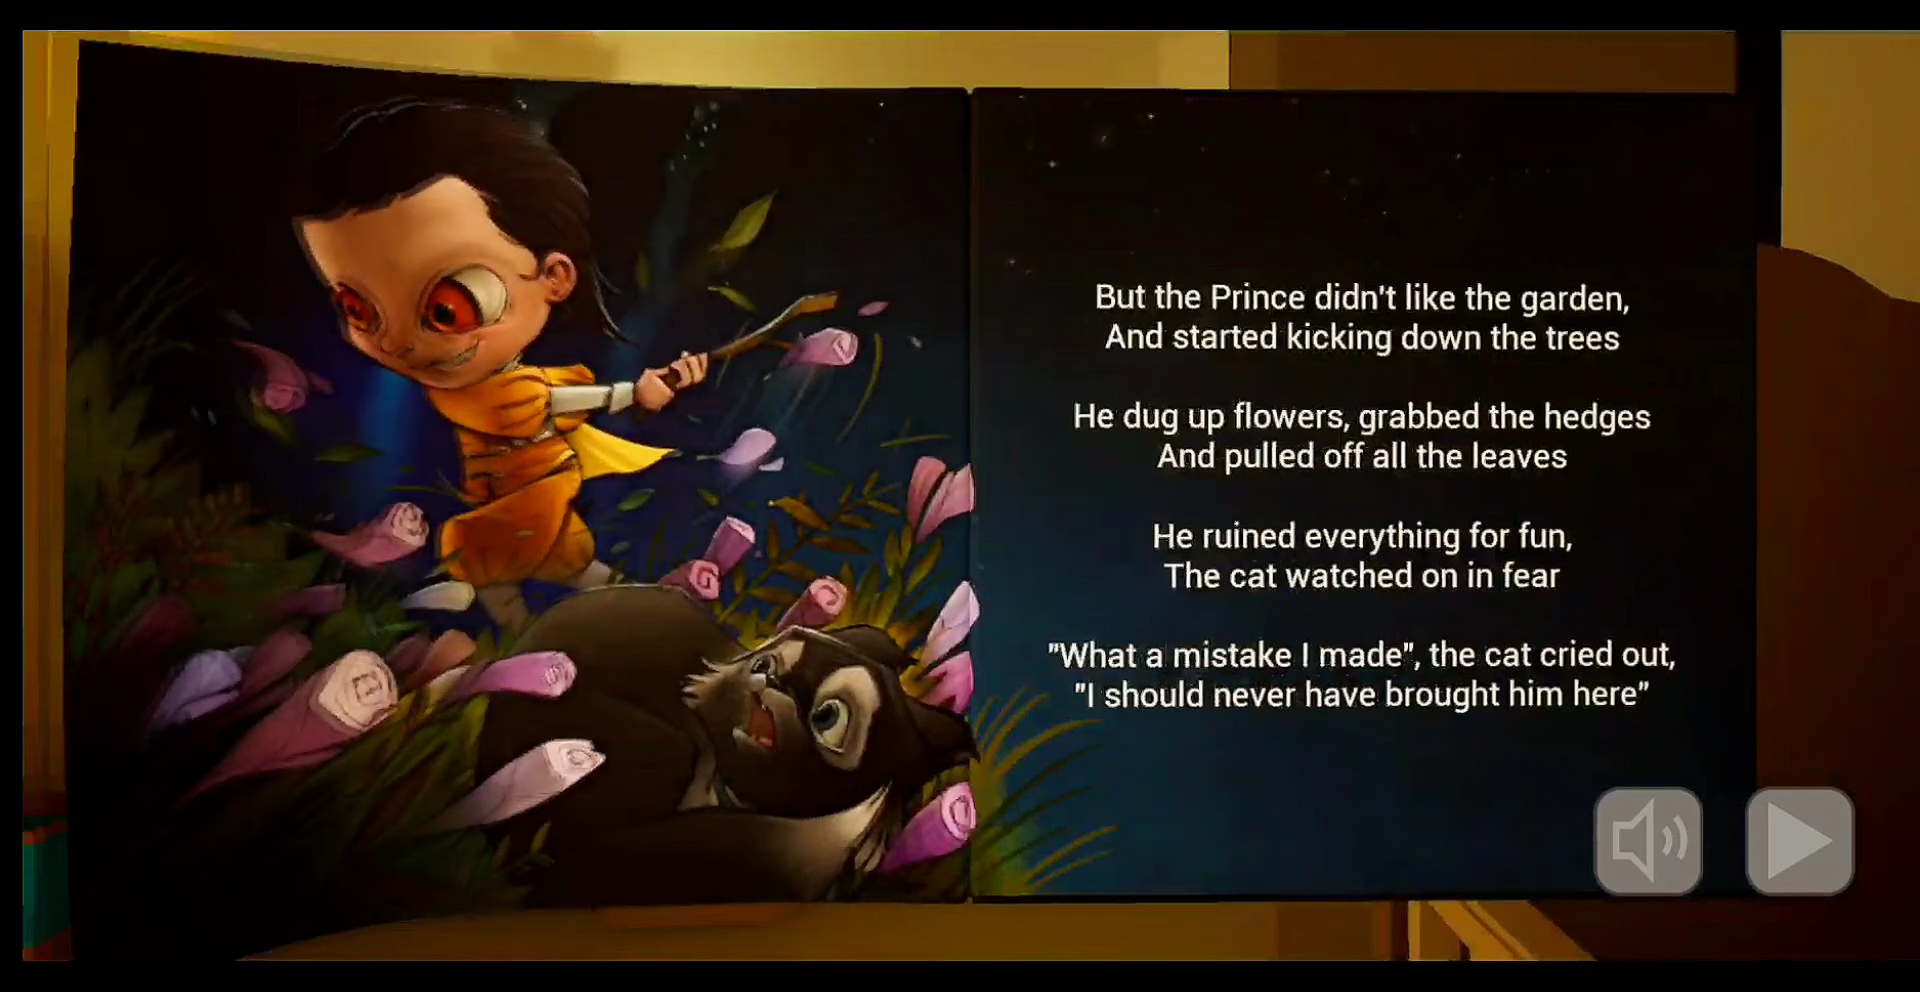 But the Prince didn't like the garden,
And started kicking down the trees
He dug up flowers, grabbed the hedges
And pulled off all the leaves
He ruined everything for fun,
The cat watched on in fear
"What a mistake I made", the cat cried out,
"I should never have brought him here"